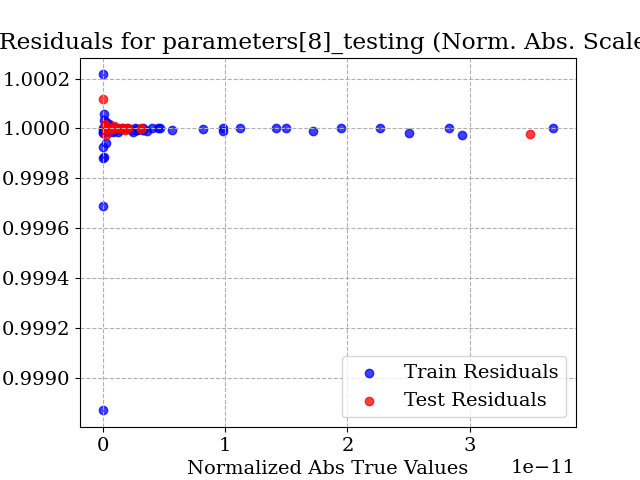 Residuals for parameters[8]_testing (Norm. Abs. Scale
1.0002
1.0000
0.9998
0.9996
0.9994
0.9992
0.9990
Train Residuals
Test Residuals
0
1
2
3
Normalized Abs True Values
1e−11